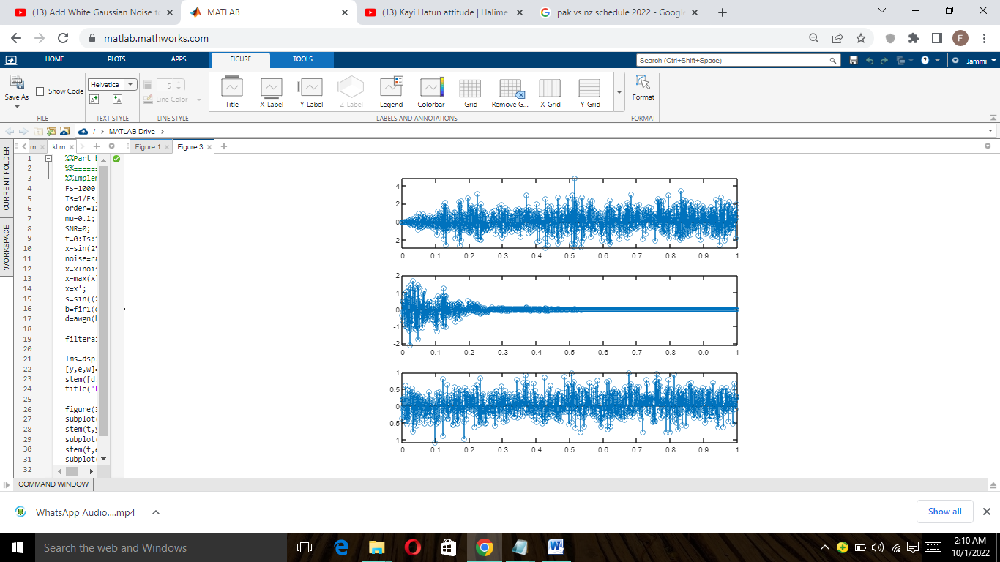 (13) Add White Gaussian Noise to
MATLAB
(13) Kayi Hatun attitude | Halime
pak vs nz schedule 2022 - Google
matlab.mathworks.com
F
HOME
PLOTS
APPS
FIGURE
TOOLS
Search (Ctrl+Shift+Space)
Jammi
Save As
Show Code
Helvetica
5
Line Color
A
A
Title
X-Label
Y-Label
Z-Label
Legend
Colorbar
Grid
Remove G...
X-Grid
Y-Grid
Format
FILE
TEXT STYLE
LINE STYLE
LABELS AND ANNOTATIONS
FORMAT
/ > MATLAB Drive >
CURRENT FOLDER
WORKSPACE
m
kl.m
Figure 1
Figure 3
1 %%Part b
2 %%=====
3 %%Implem
4 Fs=1000;
5 Ts=1/Fs;
6 order=12
7 mu=0.1;
8 SNR=0;
9 t=0:Ts:1
10 x=sin(2*
11 noise=ra
12 x=x+nois
13 x=max(x)
14 x=x';
15 s=sin((2
16 b=fir1(o
17 d=awgn(b
18
19 filterai
20
21 lms=dsp.
22 [y,e,w]=
23 stem([d,
24 title('L
25
26 figure(3
27 subplot(
28 stem(t,y
29 subplot(
30 stem(t,e
31 subplot(
32
4
2
0
-2
0 0.1 0.2 0.3 0.4 0.5 0.6 0.7 0.8 0.9 1
2
1
0
-1
-2
0 0.1 0.2 0.3 0.4 0.5 0.6 0.7 0.8 0.9 1
1
0.5
0
-0.5
-1
0 0.1 0.2 0.3 0.4 0.5 0.6 0.7 0.8 0.9 1
COMMAND WINDOW
WhatsApp Audio....mp4
Show all
Search the web and Windows
2:10 AM
10/1/2022